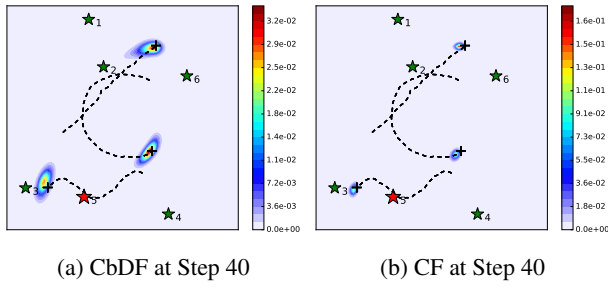 1
2
6
3
5
4
3.2e-02
2.9e-02
2.5e-02
2.2e-02
1.8e-02
1.4e-02
1.1e-02
7.2e-03
3.6e-03
0.0e+00
1
2
6
3
5
4
1.6e-01
1.4e-01
1.3e-01
1.1e-01
8.8e-02
7.0e-02
5.3e-02
3.5e-02
1.8e-02
0.0e+00
(a) CbDF at Step 40
(b) CF at Step 40